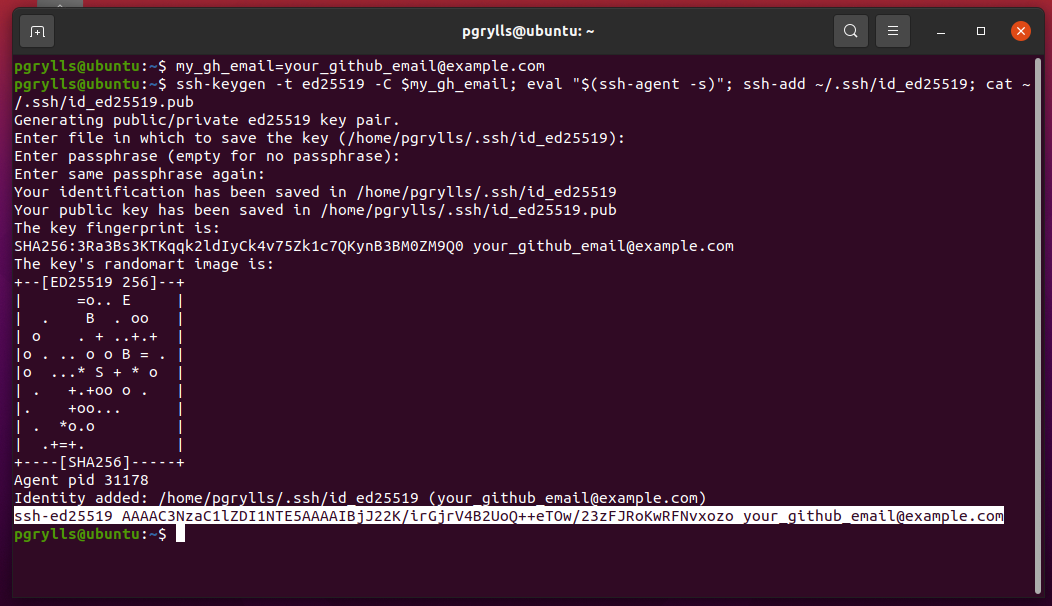 pgrylls@ubuntu: ~
pgrylls@ubuntu:~$ my_gh_email=your_github_email@example.com
pgrylls@ubuntu:~$ ssh-keygen -t ed25519 -C $my_gh_email; eval "$(ssh-agent -s)"; ssh-add ~/.ssh/id_ed25519; cat ~
/.ssh/id_ed25519.pub
Generating public/private ed25519 key pair.
Enter file in which to save the key (/home/pgrylls/.ssh/id_ed25519):
Enter passphrase (empty for no passphrase):
Enter same passphrase again:
Your identification has been saved in /home/pgrylls/.ssh/id_ed25519
Your public key has been saved in /home/pgrylls/.ssh/id_ed25519.pub
The key fingerprint is:
SHA256:3Ra3Bs3KTKqqk2ldIyCk4v75Zk1c7QKynB3BM0ZM9Q0 your_github_email@example.com
The key's randomart image is:
+--[ED25519 256]--+
|      =o.. E     |
|  .    B  . oo   |
| o    . + ..+.+  |
|o . .. o o B = . |
|o  ...* S + * o  |
| .   +.+oo o .   |
|.    +oo...      |
| .  *o.o         |
|  .+=+.          |
+----[SHA256]-----+
Agent pid 31178
Identity added: /home/pgrylls/.ssh/id_ed25519 (your_github_email@example.com)
ssh-ed25519 AAAAC3NzaC1lZDI1NTE5AAAAIBjJ22K/irGjrV4B2UoQ++eTOw/23zFJRoKwRFNvxozo your_github_email@example.com
pgrylls@ubuntu:~$